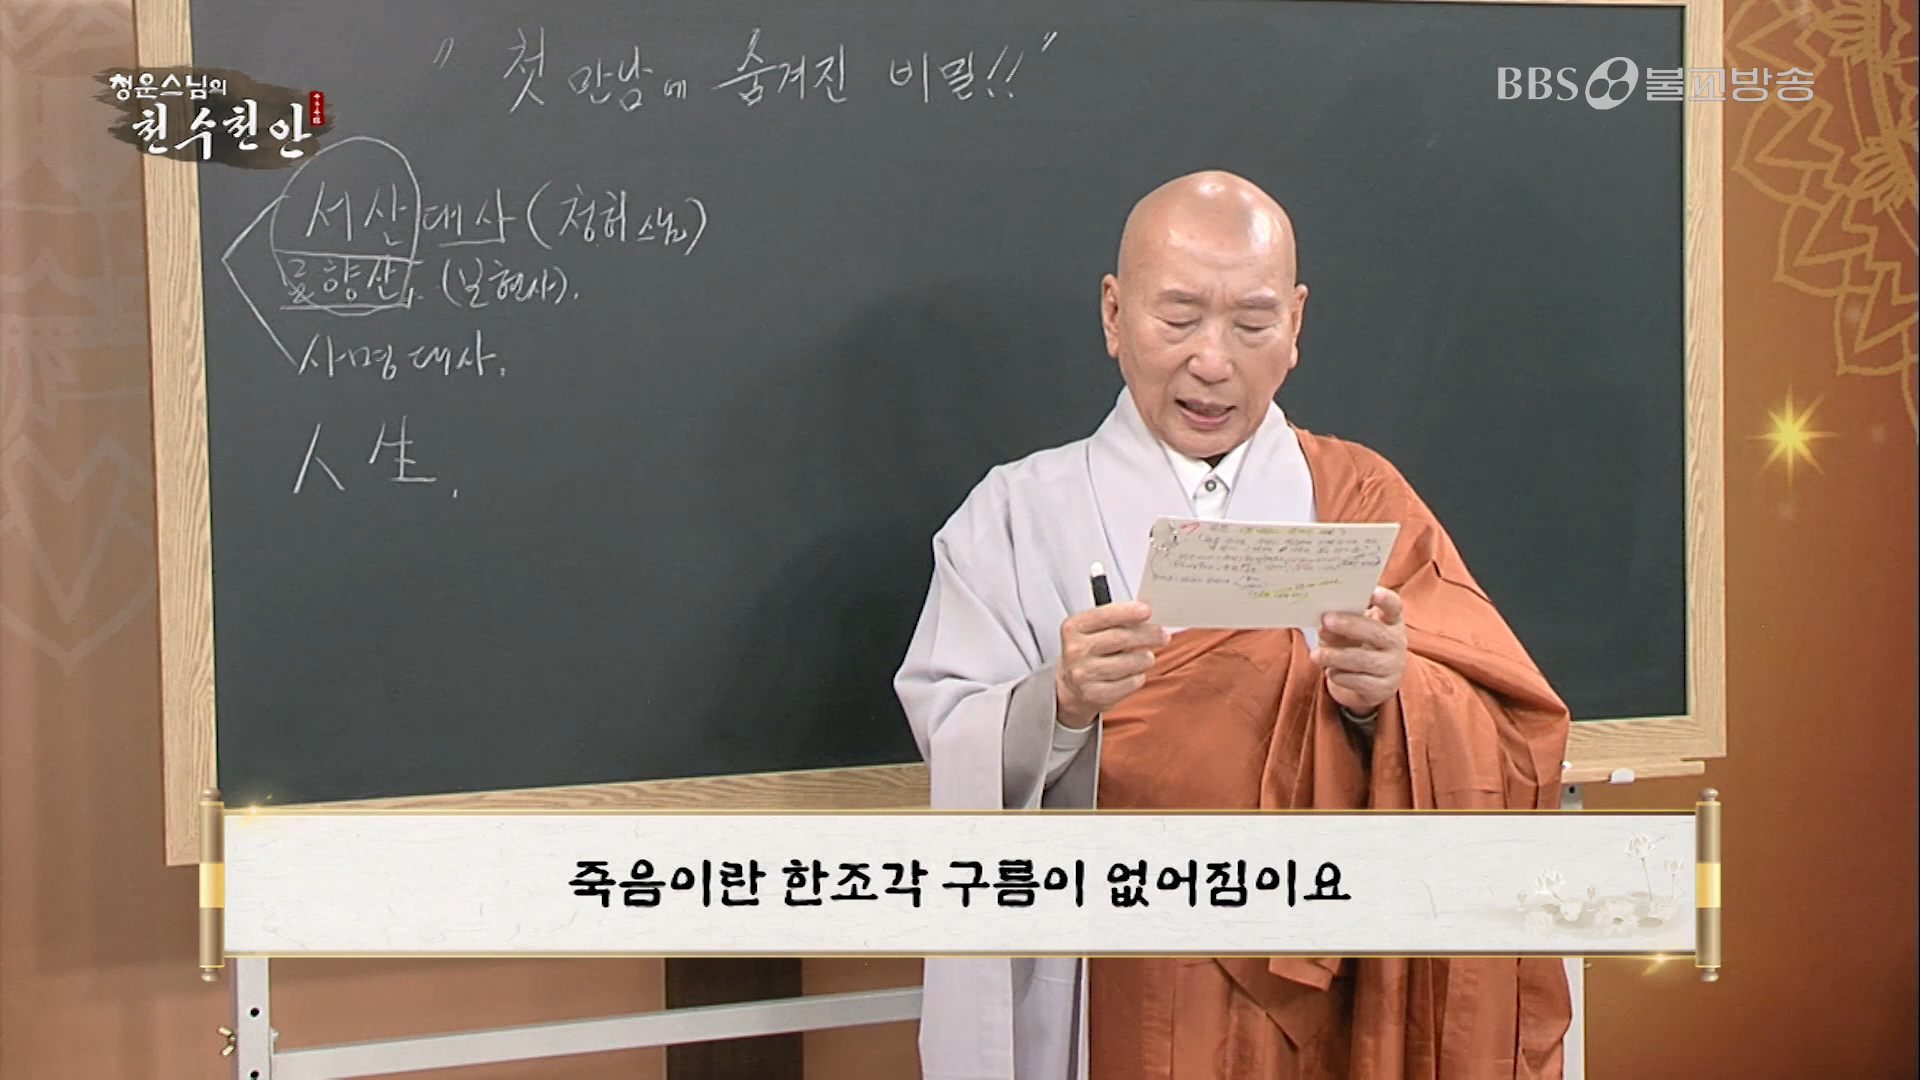 청운스님의
천수천안
BBS 불교방송
" 첫 만남에 숨겨진 비밀!! "
서산대사 (청허스님)
묘향산. (보현사).
사명대사.
人生.
죽음이란 한조각 구름이 없어짐이요